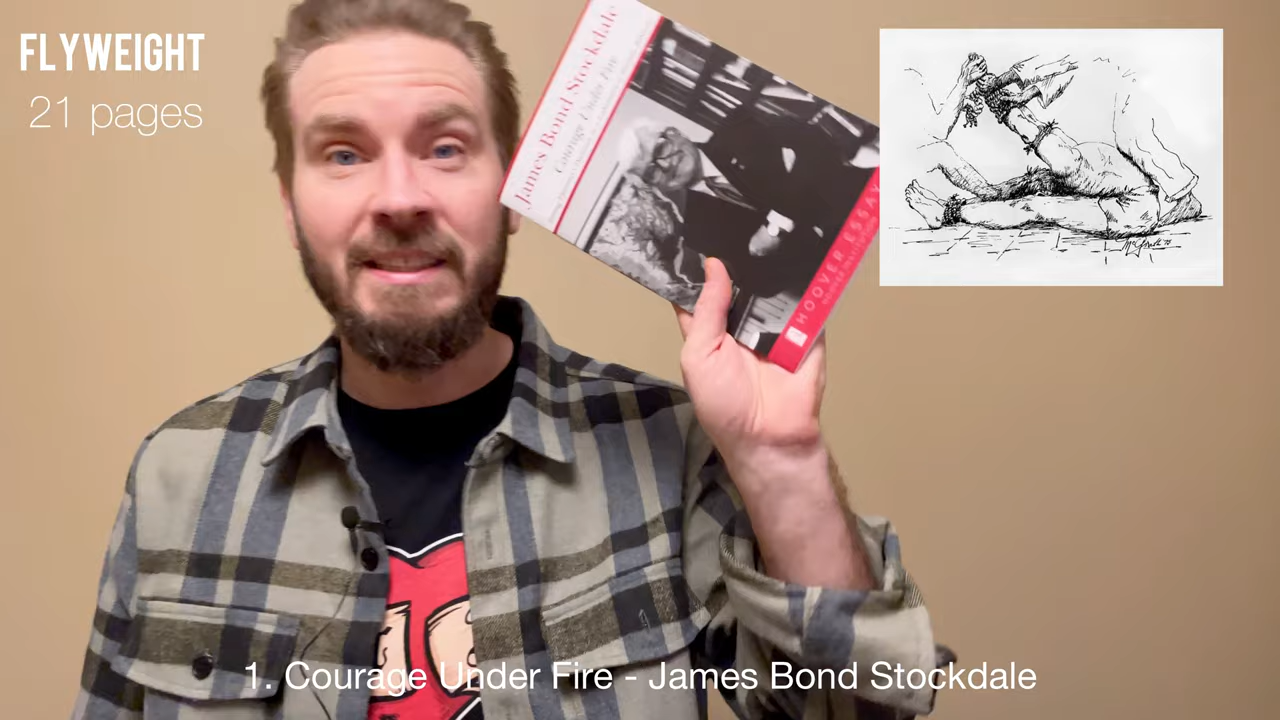 FLYWEIGHT
21 pages
James Bond Stockdale
Courage Under Fire
HOOVER ESSAY
1. Courage Under Fire - James Bond Stockdale